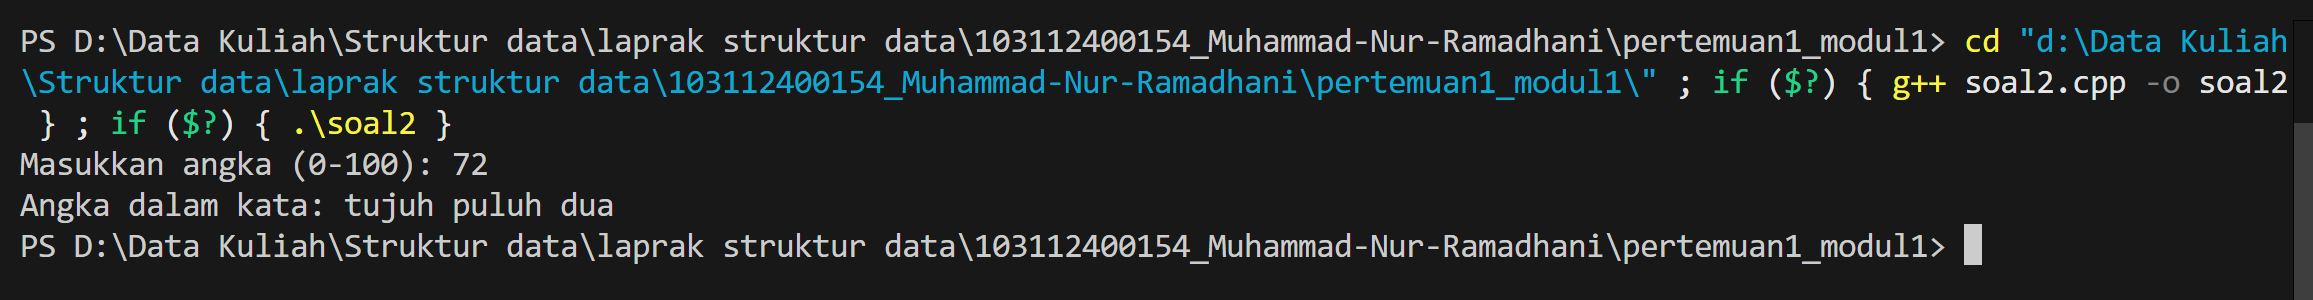 PS D:\Data Kuliah\Struktur data\laprak struktur data\103112400154_Muhammad-Nur-Ramadhani\pertemuan1_modul1> cd "d:\Data Kuliah
\Struktur data\laprak struktur data\103112400154_Muhammad-Nur-Ramadhani\pertemuan1_modul1\" ; if ($?) { g++ soal2.cpp -o soal2
 } ; if ($?) { .\soal2 }
Masukkan angka (0-100): 72
Angka dalam kata: tujuh puluh dua
PS D:\Data Kuliah\Struktur data\laprak struktur data\103112400154_Muhammad-Nur-Ramadhani\pertemuan1_modul1>